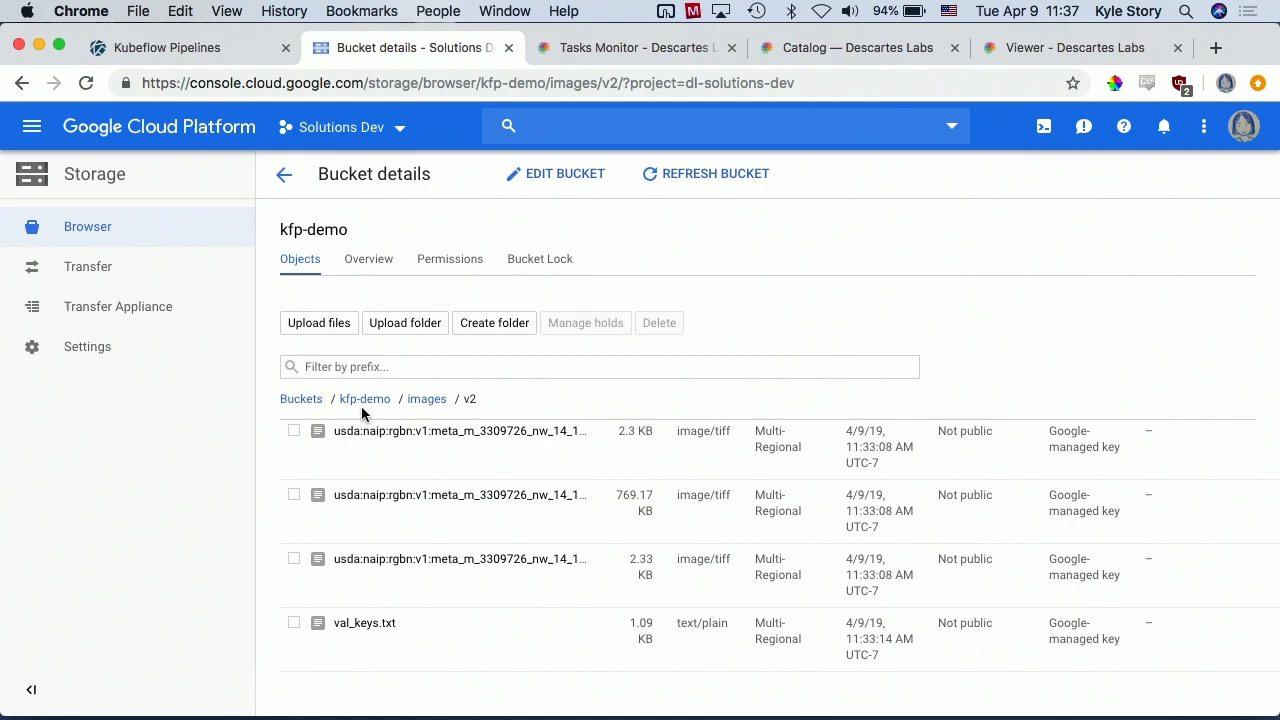 Chrome File Edit View History Bookmarks People Window Help 94% Tue Apr 9 11:37 Kyle Story
Kubeflow Pipelines
Bucket details - Solutions D
Tasks Monitor - Descartes L
Catalog — Descartes Labs
Viewer - Descartes Labs
https://console.cloud.google.com/storage/browser/kfp-demo/images/v2/?project=dl-solutions-dev
2
Google Cloud Platform Solutions Dev
Storage
Browser
Transfer
Transfer Appliance
Settings
Bucket details EDIT BUCKET REFRESH BUCKET
kfp-demo
Objects Overview Permissions Bucket Lock
Upload files Upload folder Create folder Manage holds Delete
Filter by prefix...
Buckets / kfp-demo / images / v2
usda:naip:rgbn:v1:meta_m_3309726_nw_14_1... 2.3 KB image/tiff Multi- 4/9/19, Not public Google- –
Regional 11:33:08 AM managed key
UTC-7
usda:naip:rgbn:v1:meta_m_3309726_nw_14_1... 769.17 image/tiff Multi- 4/9/19, Not public Google- –
KB Regional 11:33:08 AM managed key
UTC-7
usda:naip:rgbn:v1:meta_m_3309726_nw_14_1... 2.33 image/tiff Multi- 4/9/19, Not public Google- –
KB Regional 11:33:08 AM managed key
UTC-7
val_keys.txt 1.09 text/plain Multi- 4/9/19, Not public Google- –
KB Regional 11:33:14 AM managed key
UTC-7